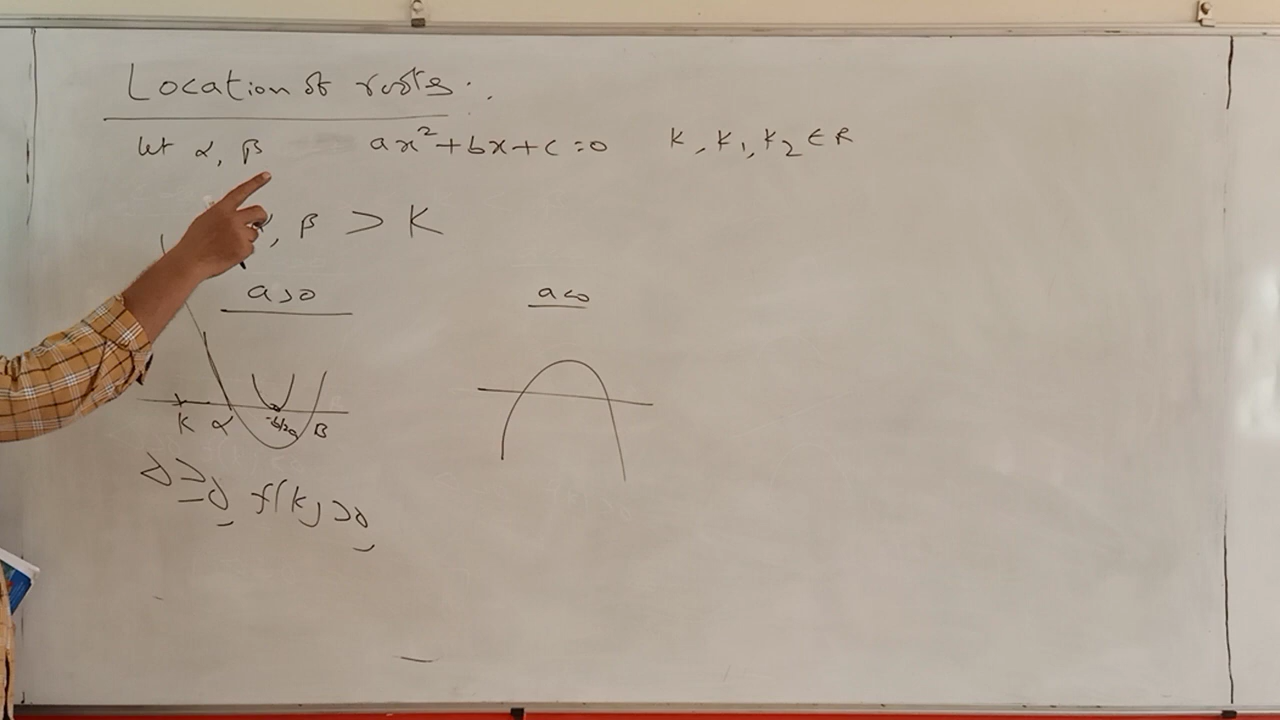 Location of roots.
let α, β ax²+bx+c=0 K, K₁, K₂ ∈ R
α, β > K
a>0 a<0
K α -b/2a β
Δ≥0, f(k)>0,